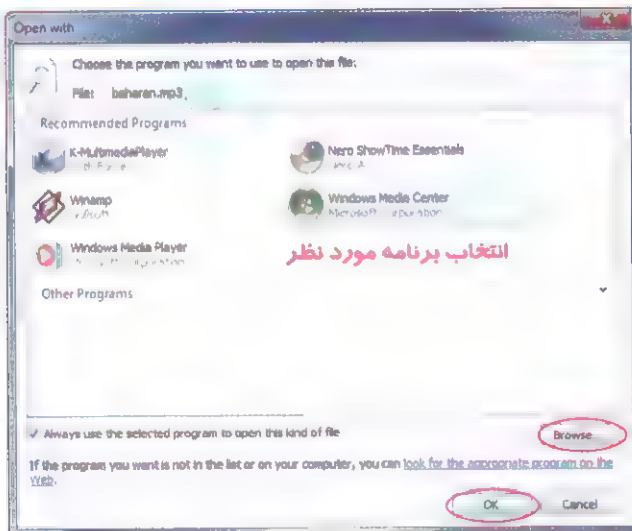 Open with
Choose the program you want to use to open this file:
File: baharan.mp3
Recommended Programs
K-MultimediaPlayer
Nero ShowTime Essentials
Winamp
Windows Media Center
Windows Media Player
انتخاب برنامه مورد نظر
Other Programs
Always use the selected program to open this kind of file
Browse
If the program you want is not in the list or on your computer, you can look for the appropriate program on the
Web.
OK Cancel